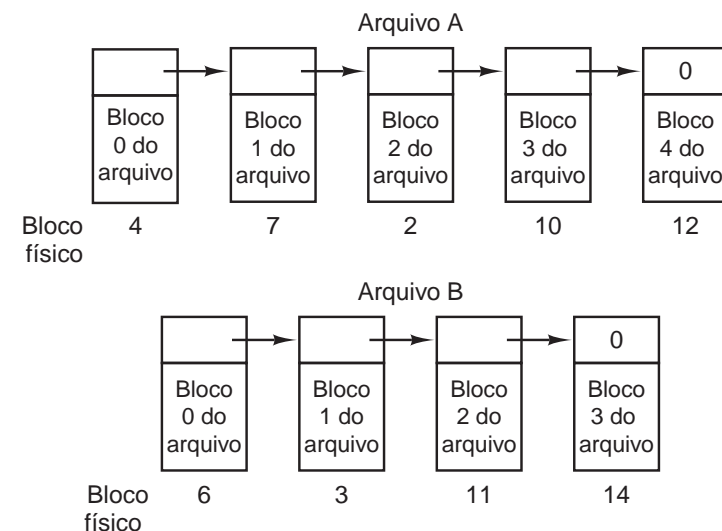 Arquivo A
0
Bloco
0 do
arquivo
Bloco
1 do
arquivo
Bloco
2 do
arquivo
Bloco
3 do
arquivo
Bloco
4 do
arquivo
Bloco
físico
4 7 2 10 12
Arquivo B
0
Bloco
0 do
arquivo
Bloco
1 do
arquivo
Bloco
2 do
arquivo
Bloco
3 do
arquivo
Bloco
físico
6 3 11 14